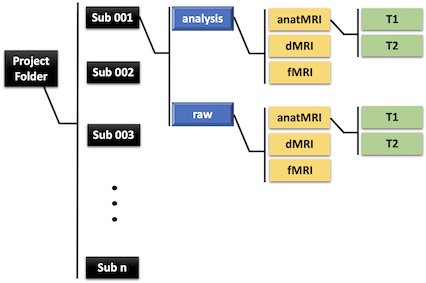 Project
Folder
Sub 001
Sub 002
Sub 003
Sub n
analysis
anatMRI
T1
T2
dMRI
fMRI
raw
anatMRI
T1
T2
dMRI
fMRI